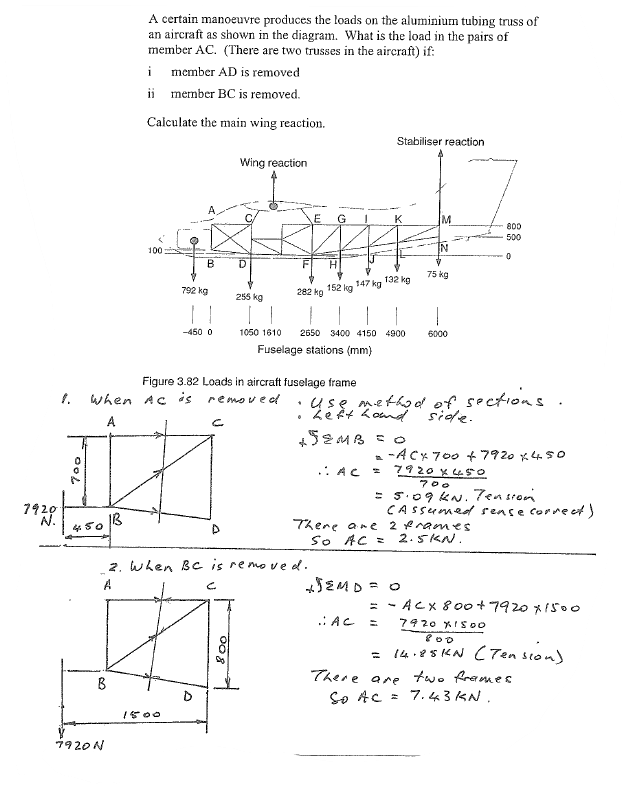 A certain manoeuvre produces the loads on the aluminium tubing truss of
an aircraft as shown in the diagram. What is the load in the pairs of
member AC. (There are two trusses in the aircraft) if:
i member AD is removed
ii member BC is removed.
Calculate the main wing reaction.
Stabiliser reaction
Wing reaction
A
C
E
G
I
K
M
800
500
100
0
B
D
F
H
J
L
N
792 kg
255 kg
282 kg
152 kg
147 kg
132 kg
75 kg
-450 0 1050 1610 2650 3400 4150 4900 6000
Fuselage stations (mm)
Figure 3.82 Loads in aircraft fuselage frame
1. When AC is removed
• Use method of sections.
• Left hand side.
A
C
700
7920
N.
450
B
D
+ΣMB = 0
= -AC×700 + 7920 × 450
∴ AC = 7920 × 450
700
= 5.09 kN. Tension
(Assumed sense correct)
There are 2 frames
So AC = 2.5KN.
2. When BC is removed.
A
C
800
B
D
1500
7920N
+ΣMD = 0
= - AC × 800 + 7920 × 1500
∴ AC = 7920 × 1500
800
= 14.85KN (Tension)
There are two frames
So AC = 7.43KN.